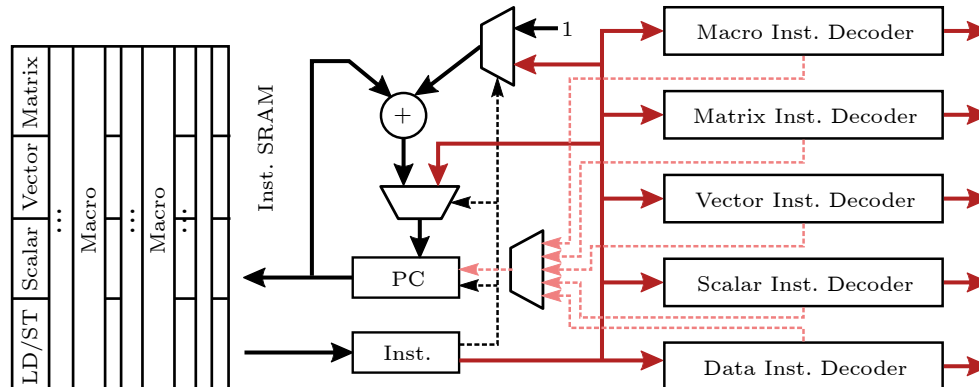 Matrix
Vector
Scalar
LD/ST
...
Macro
...
Macro
...
Inst. SRAM
1
+
PC
Inst.
Macro Inst. Decoder
Matrix Inst. Decoder
Vector Inst. Decoder
Scalar Inst. Decoder
Data Inst. Decoder